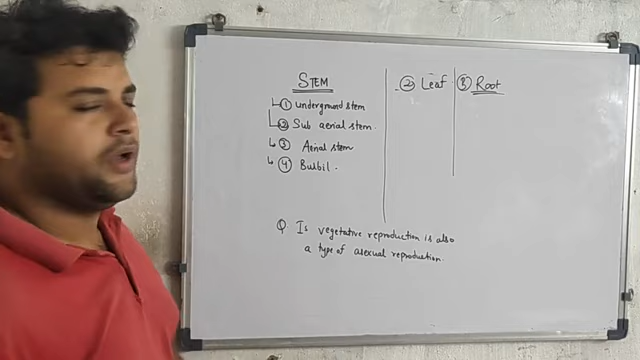 STEM
① underground stem
② Sub aerial stem.
③ Aerial stem
④ Bulbil.
② Leaf
③ Root
Q Is vegetative reproduction is also
a type of asexual reproduction.